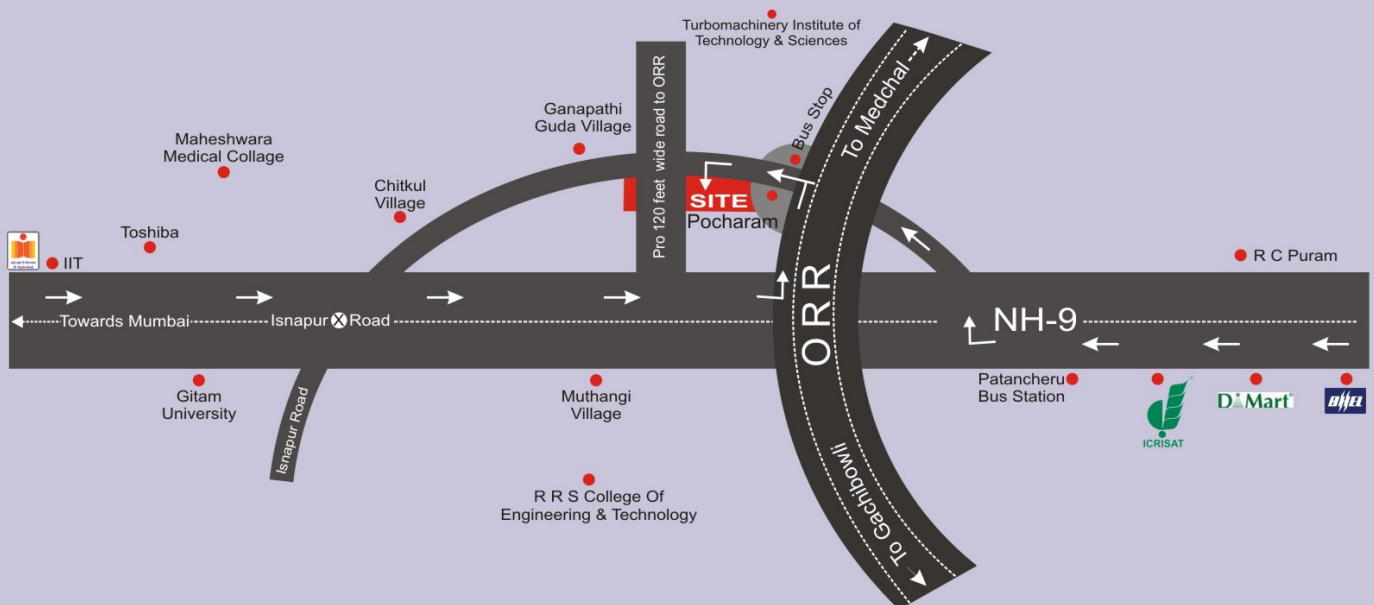 Turbomachinery Institute of
Technology & Sciences
To Medchal
Bus Stop
Pro 120 feet wide road to ORR
Ganapathi
Guda Village
Maheshwara
Medical Collage
Chitkul
Village
SITE
Pocharam
Toshiba
IIT
R C Puram
ORR
NH-9
Towards Mumbai
Isnapur X Road
Isnapur Road
Gitam
University
Muthangi
Village
Patancheru
Bus Station
ICRISAT
D Mart
BHEL
To Gachibowli
R R S College Of
Engineering & Technology